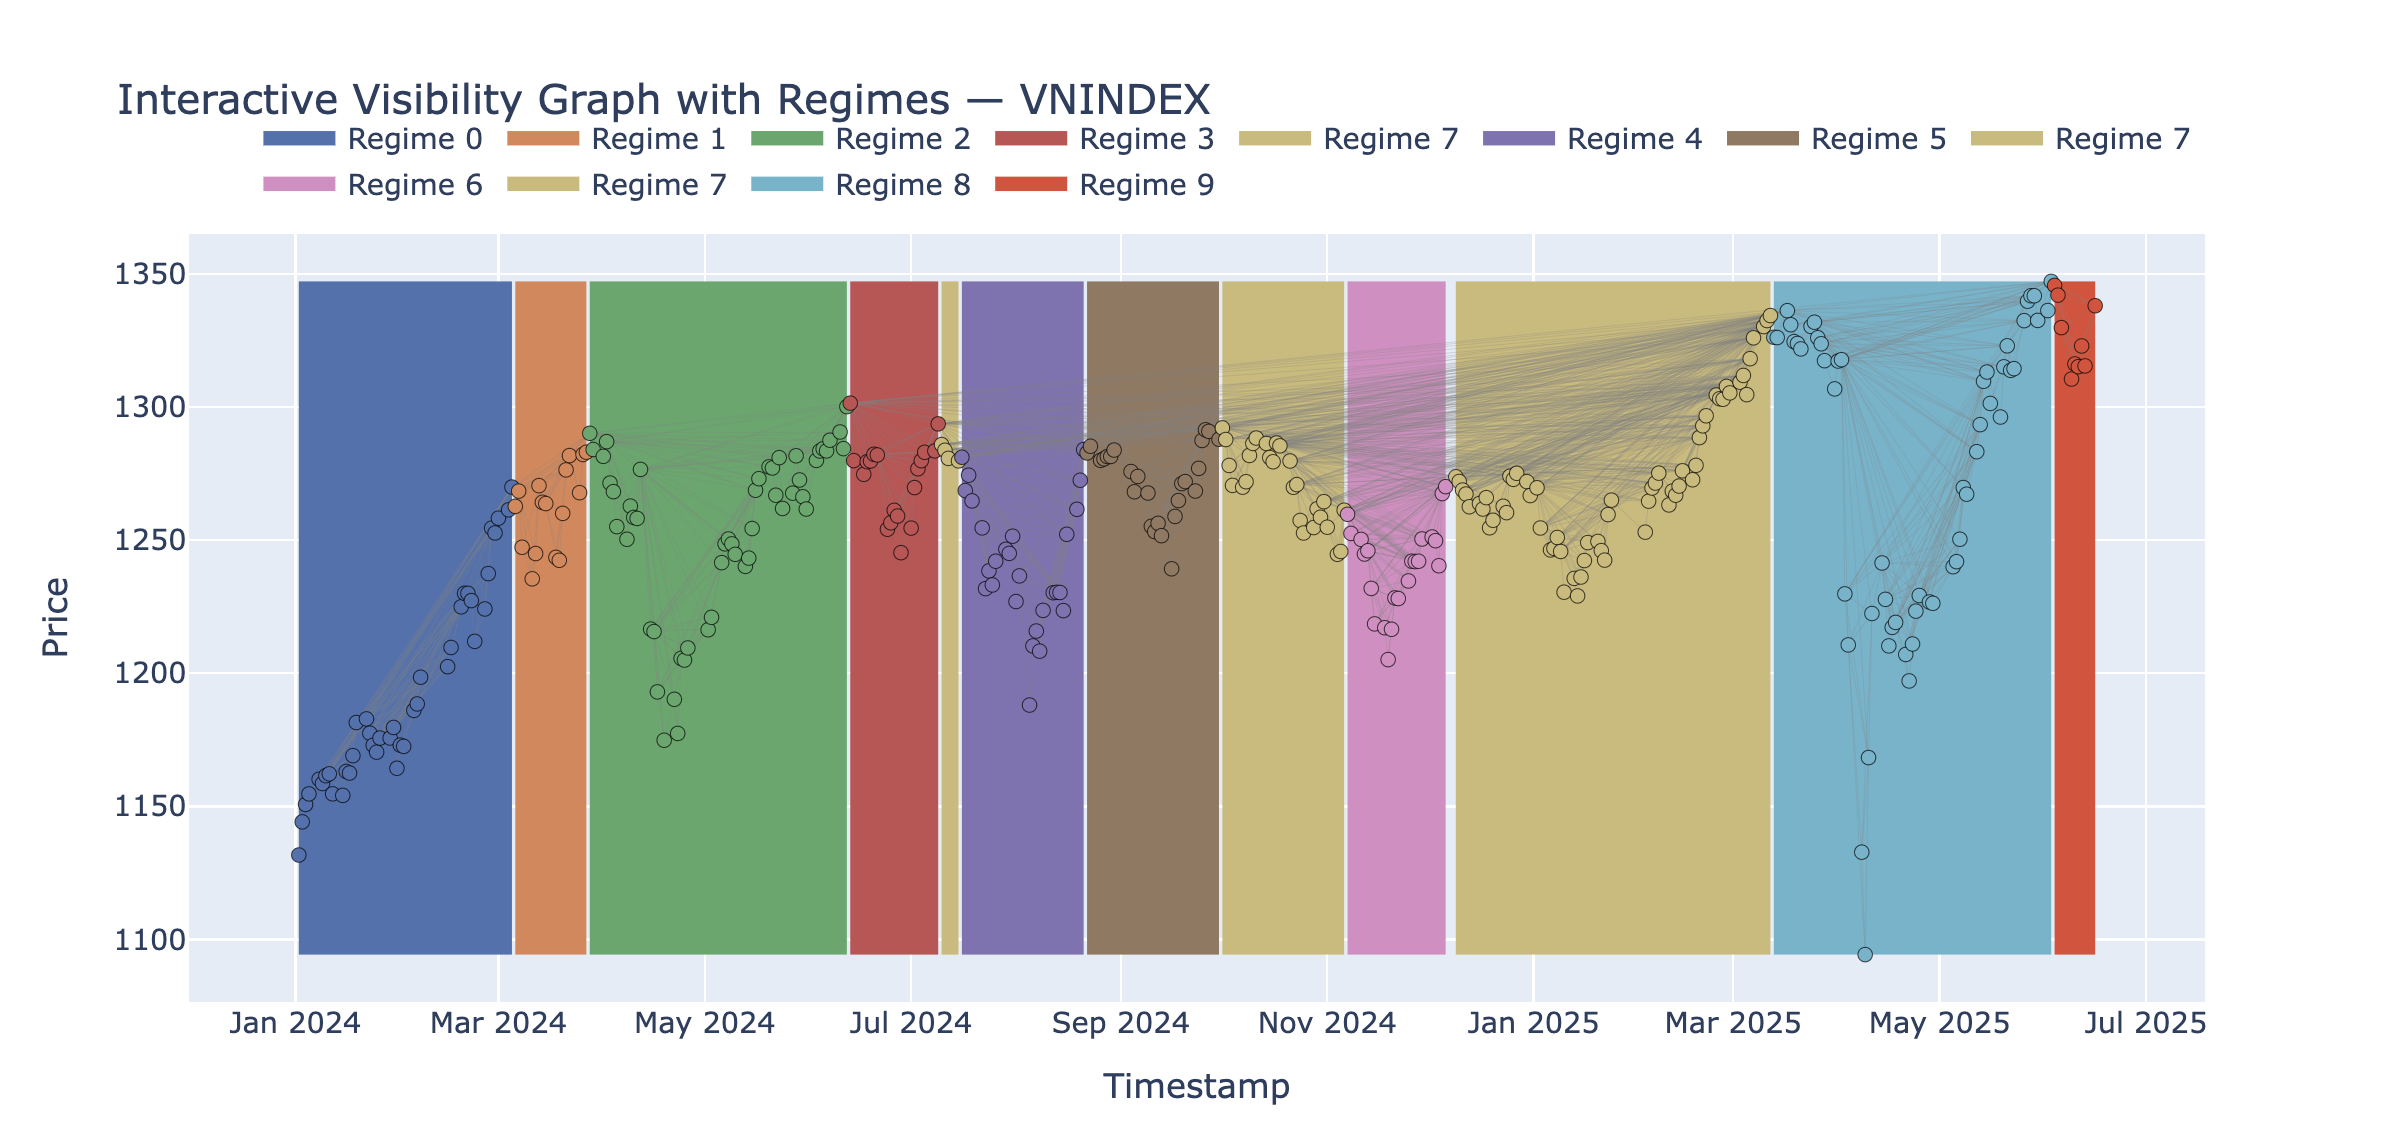 Interactive Visibility Graph with Regimes — VNINDEX
Regime 0 Regime 1 Regime 2 Regime 3 Regime 7 Regime 4 Regime 5 Regime 7
Regime 6 Regime 7 Regime 8 Regime 9
1350
1300
1250
1200
1150
1100
Price
Jan 2024 Mar 2024 May 2024 Jul 2024 Sep 2024 Nov 2024 Jan 2025 Mar 2025 May 2025 Jul 2025
Timestamp